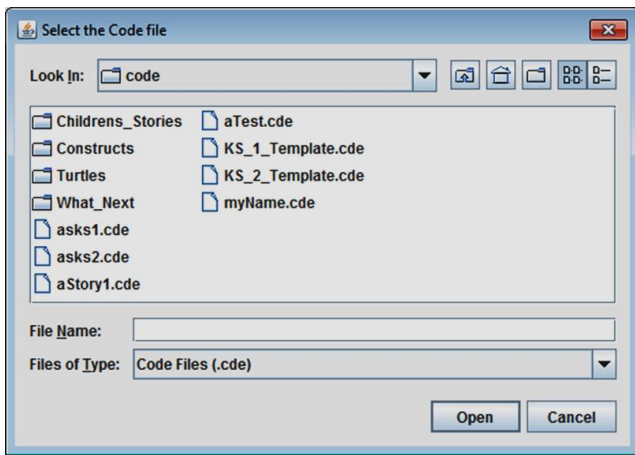 Select the Code file
Look In: code
Childrens_Stories
Constructs
Turtles
What_Next
asks1.cde
asks2.cde
aStory1.cde
aTest.cde
KS_1_Template.cde
KS_2_Template.cde
myName.cde
File Name:
Files of Type: Code Files (.cde)
Open Cancel